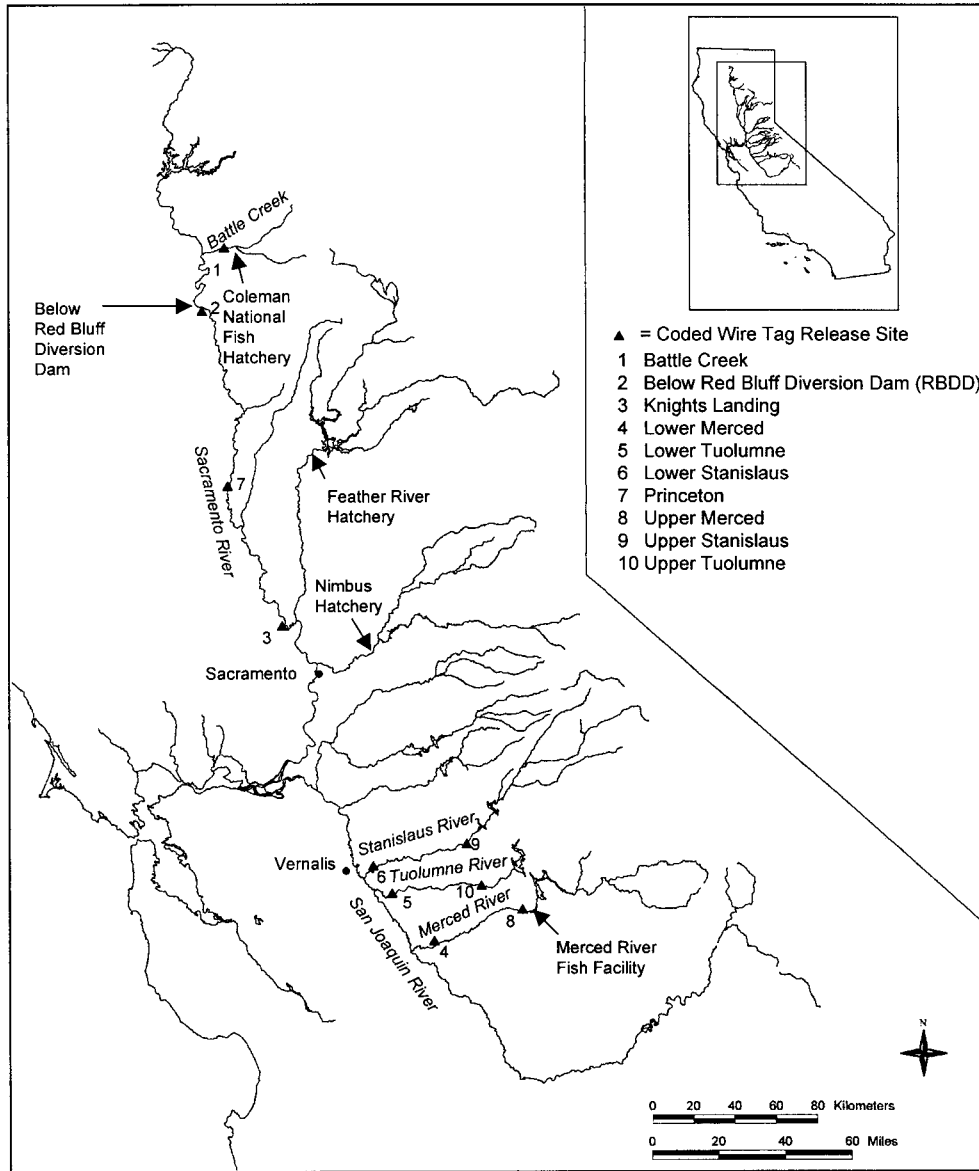 Battle Creek
1
Coleman
National
Fish
Hatchery
Below
Red Bluff
Diversion
Dam
2
Sacramento River
7
Feather River
Hatchery
Nimbus
Hatchery
3
Sacramento
Stanislaus River
9
Vernalis
6
Tuolumne River
5
10
Merced River
8
4
San Joaquin River
Merced River
Fish Facility
▲ = Coded Wire Tag Release Site
1 Battle Creek
2 Below Red Bluff Diversion Dam (RBDD)
3 Knights Landing
4 Lower Merced
5 Lower Tuolumne
6 Lower Stanislaus
7 Princeton
8 Upper Merced
9 Upper Stanislaus
10 Upper Tuolumne
N
0 20 40 60 80 Kilometers
0 20 40 60 Miles